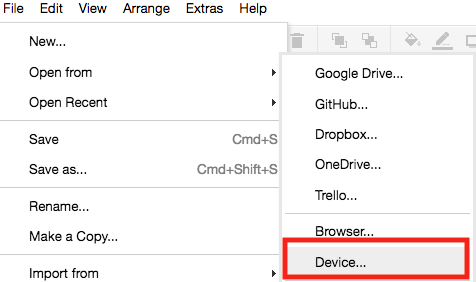 File Edit View Arrange Extras Help
New...
Open from
Open Recent
Save Cmd+S
Save as... Cmd+Shift+S
Rename...
Make a Copy...
Import from
Google Drive...
GitHub...
Dropbox...
OneDrive...
Trello...
Browser...
Device...